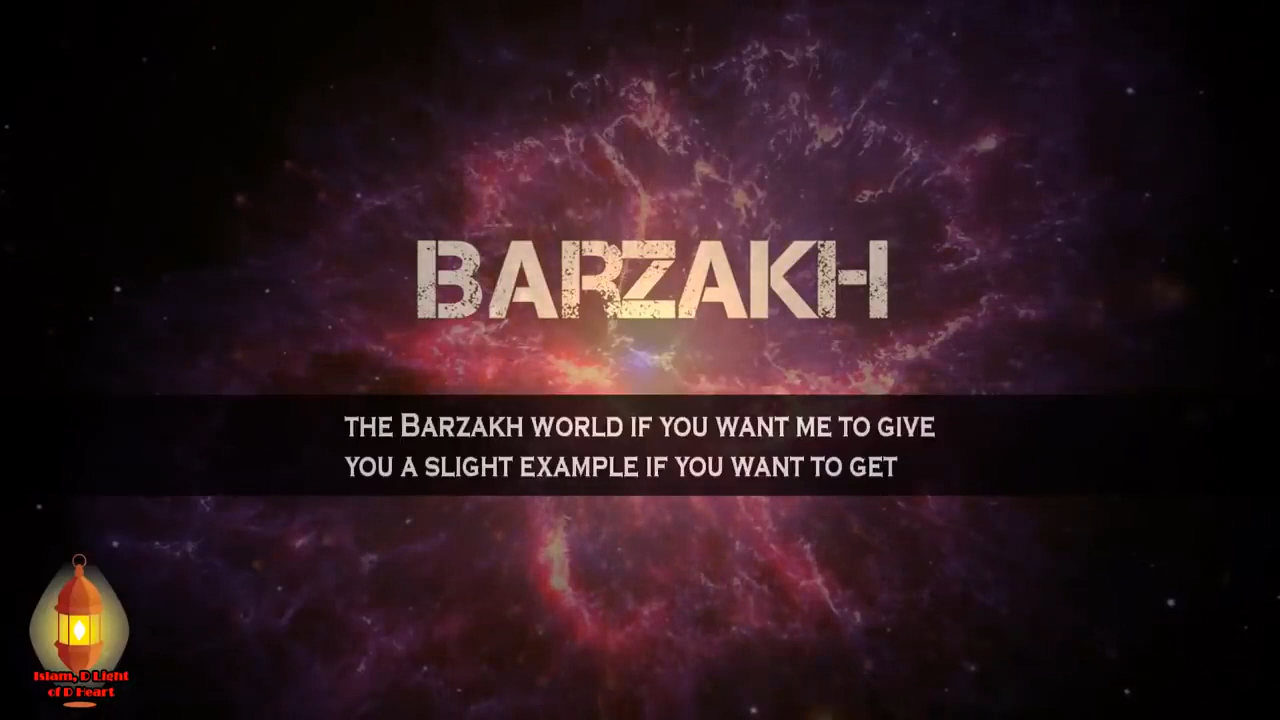 BARZAKH
THE BARZAKH WORLD IF YOU WANT ME TO GIVE
YOU A SLIGHT EXAMPLE IF YOU WANT TO GET
Islam, D Light
of D Heart